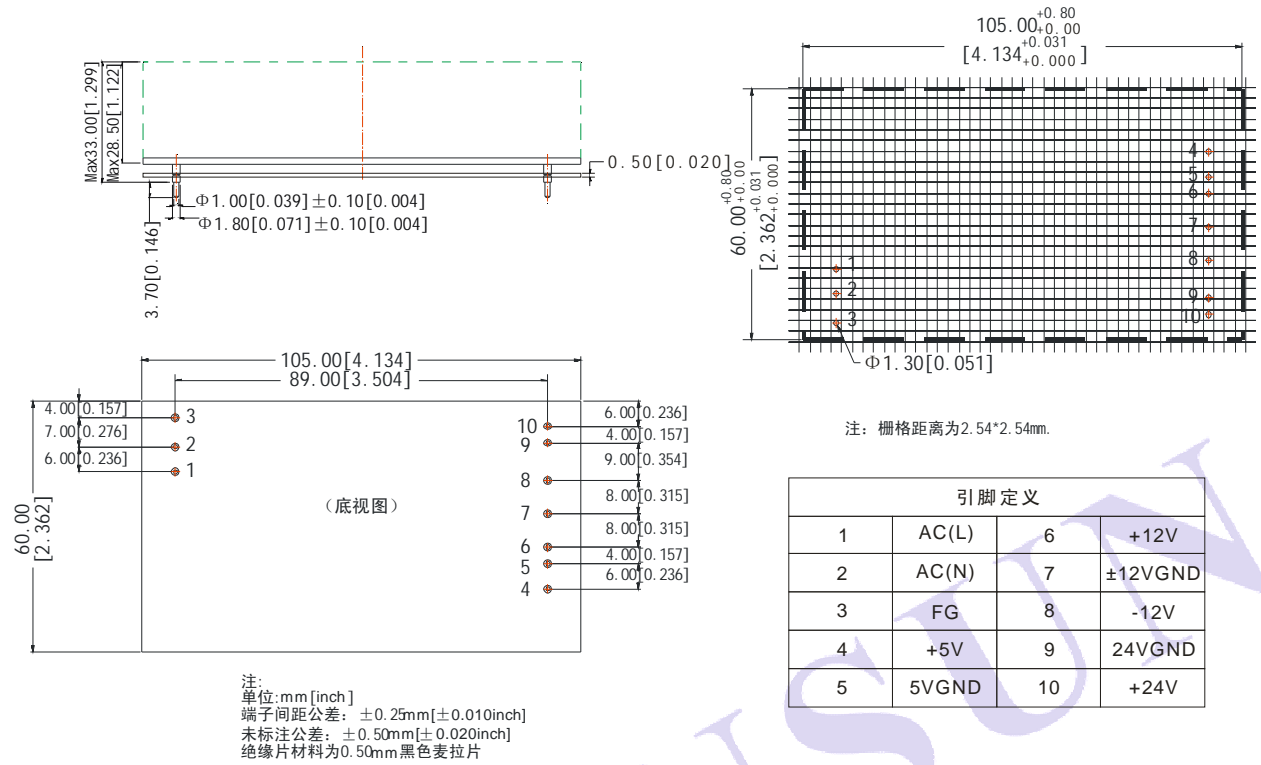 Max33.00[1.299]
Max28.50[1.122]
0.50[0.020]
Φ1.00[0.039]±0.10[0.004]
Φ1.80[0.071]±0.10[0.004]
3.70[0.146]
105.00+0.80+0.00
[4.134+0.031+0.000]
60.00+0.80+0.00
[2.362+0.031+0.000]
4
5
6
7
8
9
10
1
2
3
Φ1.30[0.051]
注：栅格距离为2.54*2.54mm.
105.00[4.134]
89.00[3.504]
4.00[0.157]
7.00[0.276]
6.00[0.236]
60.00
[2.362]
3
2
1
（底视图）
10
9
8
7
6
5
4
6.00[0.236]
4.00[0.157]
9.00[0.354]
8.00[0.315]
8.00[0.315]
4.00[0.157]
6.00[0.236]
注:
单位:mm[inch]
端子间距公差：±0.25mm[±0.010inch]
未标注公差：±0.50mm[±0.020inch]
绝缘片材料为0.50mm黑色麦拉片
引脚定义
1 AC(L) 6 +12V
2 AC(N) 7 ±12VGND
3 FG 8 -12V
4 +5V 9 24VGND
5 5VGND 10 +24V